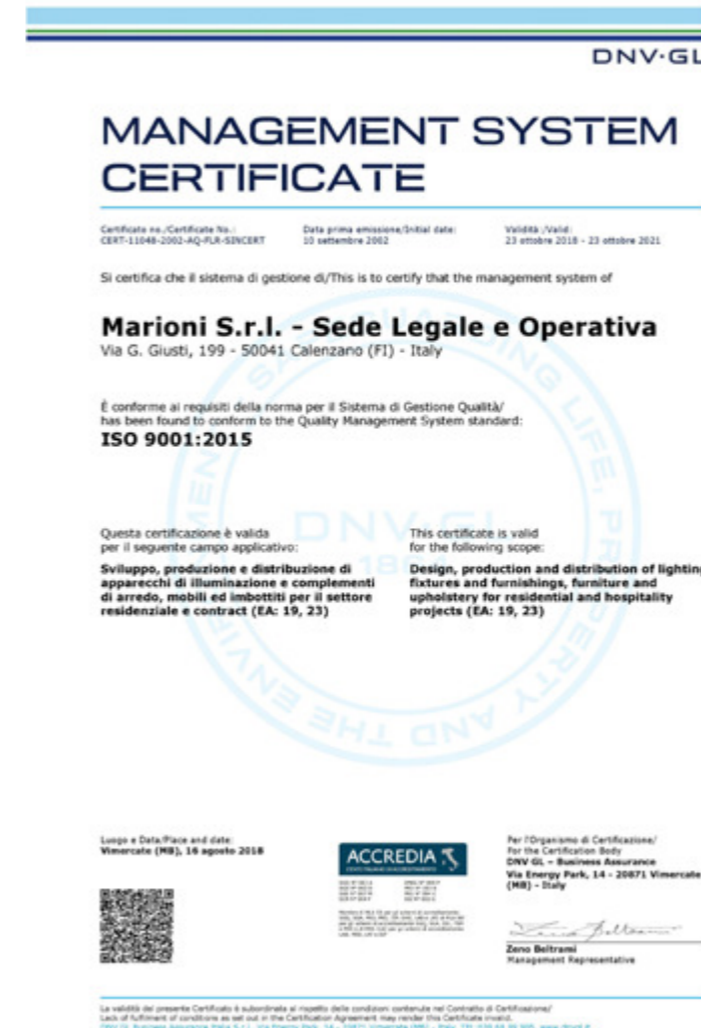 DNV·GL
MANAGEMENT SYSTEM
CERTIFICATE
Certificate no./Certificate No.:
CERT-11048-2002-AQ-FLR-SINCERT
Data prima emissione/Initial date:
10 settembre 2002
Validità:/Valid:
23 ottobre 2018 - 23 ottobre 2021
Si certifica che il sistema di gestione di/This is to certify that the management system of
Marioni S.r.l. - Sede Legale e Operativa
Via G. Giusti, 199 - 50041 Calenzano (FI) - Italy
È conforme ai requisiti della norma per il Sistema di Gestione Qualità/
has been found to conform to the Quality Management System standard:
ISO 9001:2015
Questa certificazione è valida
per il seguente campo applicativo:
Sviluppo, produzione e distribuzione di
apparecchi di illuminazione e complementi
di arredo, mobili ed imbottiti per il settore
residenziale e contract (EA: 19, 23)
This certificate is valid
for the following scope:
Design, production and distribution of lighting
fixtures and furnishings, furniture and
upholstery for residential and hospitality
projects (EA: 19, 23)
SAFEGUARDING LIFE, PROPERTY AND THE ENVIRONMENT
DNV·GL
Luogo e Data/Place and date:
Vimercate (MB), 16 agosto 2018
ACCREDIA
Per l'Organismo di Certificazione/
For the Certification Body
DNV GL – Business Assurance
Via Energy Park, 14 - 20871 Vimercate
(MB) - Italy
Zeno Beltrami
Management Representative
La validità del presente Certificato è subordinata al rispetto delle condizioni contenute nel Contratto di Certificazione/
Lack of fulfilment of conditions as set out in the Certification Agreement may render this Certificate invalid.